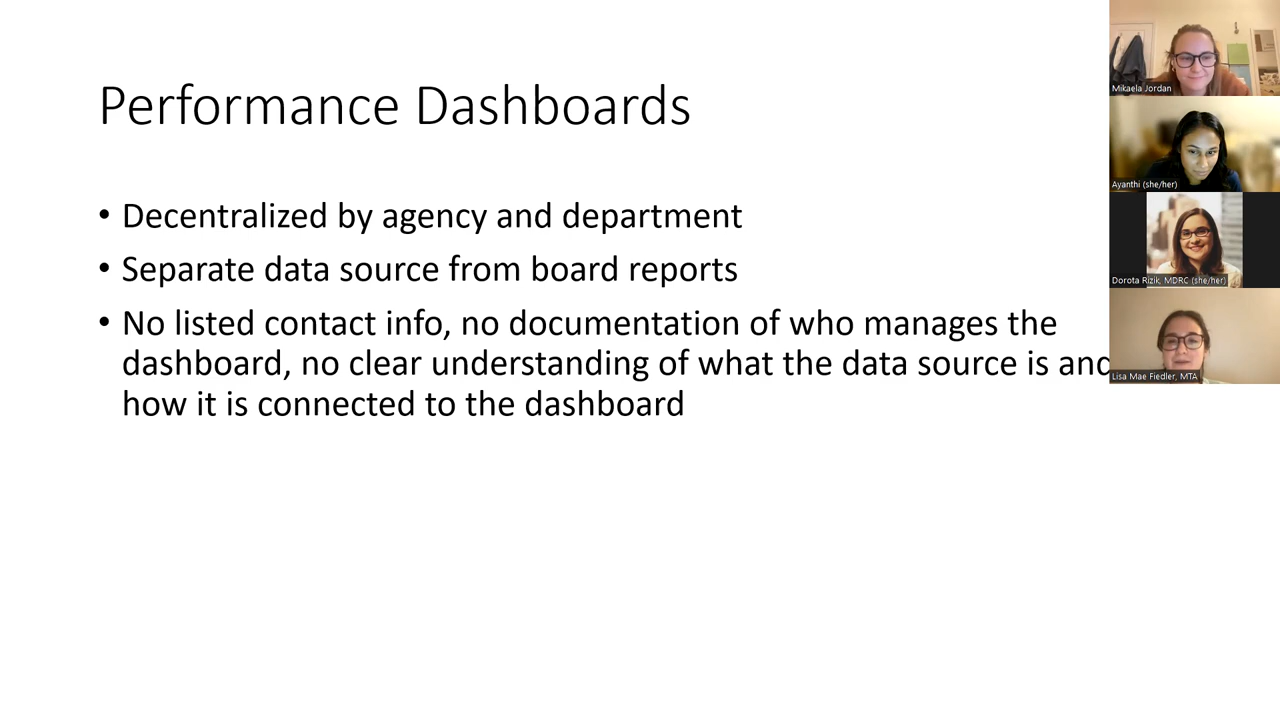 Performance Dashboards
• Decentralized by agency and department
• Separate data source from board reports
• No listed contact info, no documentation of who manages the
dashboard, no clear understanding of what the data source is and
how it is connected to the dashboard
Mikaela Jordan
Ayanthi (she/her)
Dorota Rizik, MDRC (she/her)
Lisa Mae Fiedler, MTA